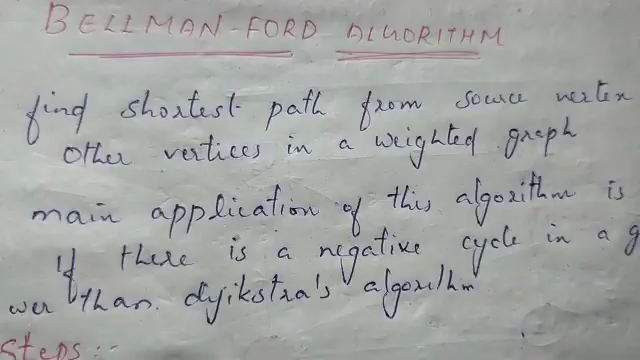 BELLMAN-FORD ALGORITHM
find shortest path from source vertex
other vertices in a weighted graph
main application of this algorithm is
if there is a negative cycle in a g
wer than dyikstra's algorithm
Steps :-